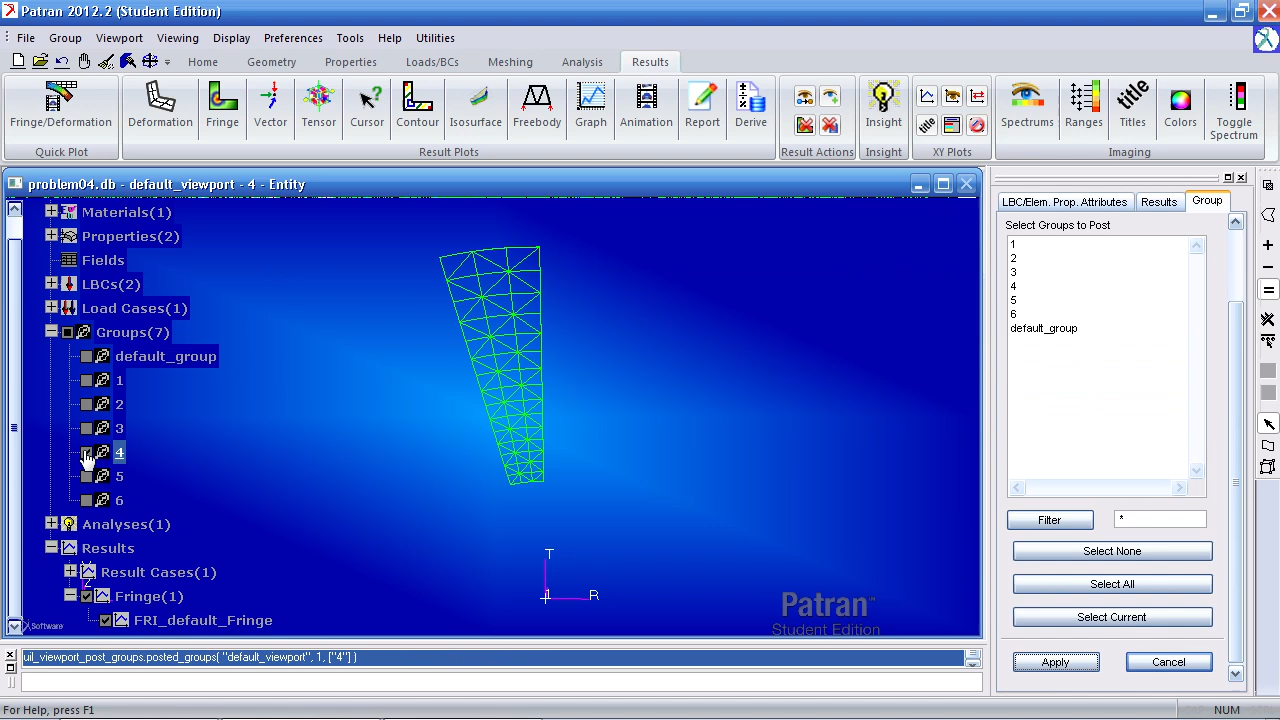 Patran 2012.2 (Student Edition)
File Group Viewport Viewing Display Preferences Tools Help Utilities
Home Geometry Properties Loads/BCs Meshing Analysis Results
Fringe/Deformation Deformation Fringe Vector Tensor Cursor Contour Isosurface Freebody Graph Animation Report Derive Insight Spectrums Ranges Titles Colors Toggle Spectrum
Quick Plot Result Plots Result Actions Insight XY Plots Imaging
problem04.db - default_viewport - 4 - Entity
Materials(1)
Properties(2)
Fields
LBCs(2)
Load Cases(1)
Groups(7)
default_group
1
2
3
4
5
6
Analyses(1)
Results
Result Cases(1)
Fringe(1)
FRI_default_Fringe
Software
T
1 R
Z
Patran™
Student Edition
LBC/Elem. Prop. Attributes Results Group
Select Groups to Post
1
2
3
4
5
6
default_group
Filter *
Select None
Select All
Select Current
Apply Cancel
uil_viewport_post_groups.posted_groups( "default_viewport", 1, ["4"] )
For Help, press F1
NUM